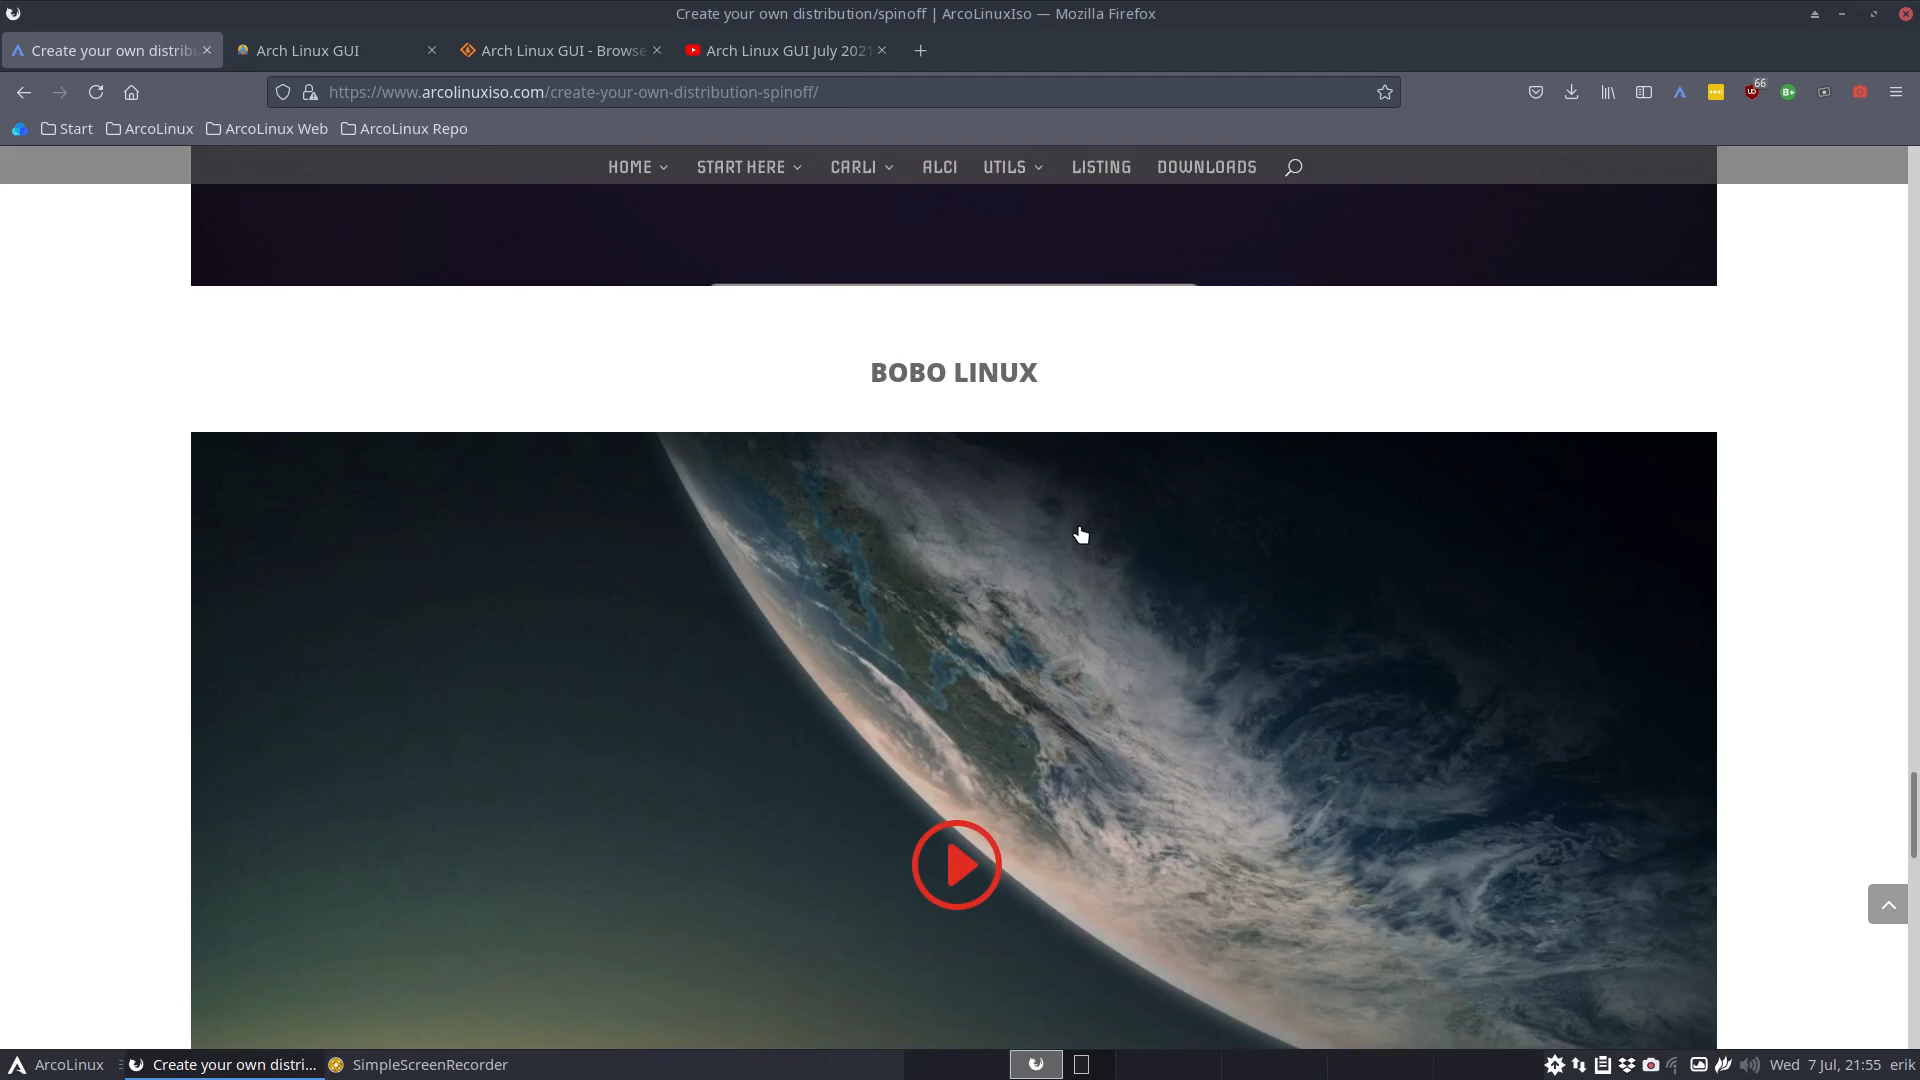 Create your own distribution/spinoff | ArcoLinuxIso — Mozilla Firefox
Create your own distrib
Arch Linux GUI
Arch Linux GUI - Browse
Arch Linux GUI July 2021
https://www.arcolinuxiso.com/create-your-own-distribution-spinoff/
66
Start
ArcoLinux
ArcoLinux Web
ArcoLinux Repo
HOME
START HERE
CARLI
ALCI
UTILS
LISTING
DOWNLOADS
BOBO LINUX
ArcoLinux
Create your own distri...
SimpleScreenRecorder
Wed 7 Jul, 21:55
erik